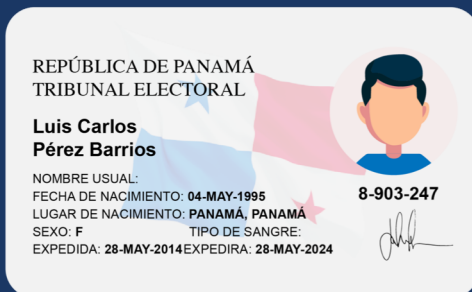 REPÚBLICA DE PANAMÁ
TRIBUNAL ELECTORAL
Luis Carlos
Pérez Barrios
NOMBRE USUAL:
FECHA DE NACIMIENTO: 04-MAY-1995
LUGAR DE NACIMIENTO: PANAMÁ, PANAMÁ
SEXO: F TIPO DE SANGRE:
EXPEDIDA: 28-MAY-2014 EXPEDIRA: 28-MAY-2024
8-903-247